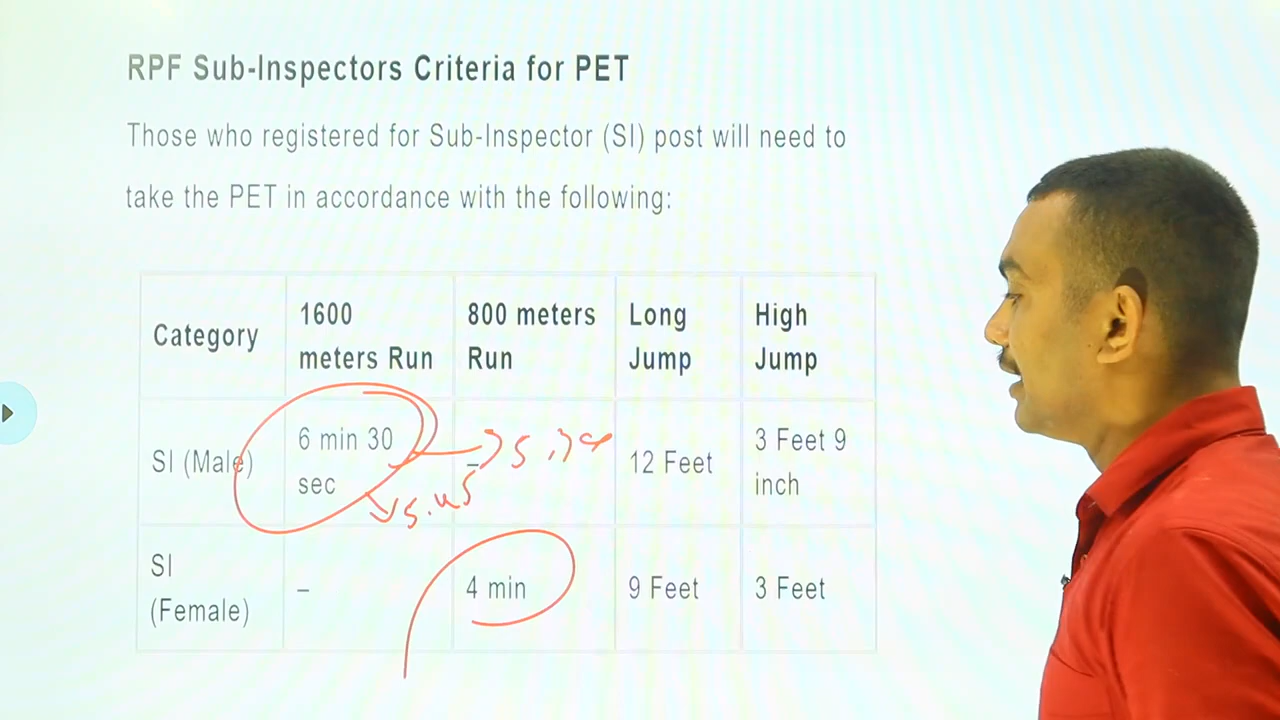 RPF Sub-Inspectors Criteria for PET
Those who registered for Sub-Inspector (SI) post will need to
take the PET in accordance with the following:
Category
1600
meters Run
800 meters
Run
Long
Jump
High
Jump
SI (Male)
6 min 30
sec
–
12 Feet
3 Feet 9
inch
5.45
SI
(Female)
–
4 min
9 Feet
3 Feet